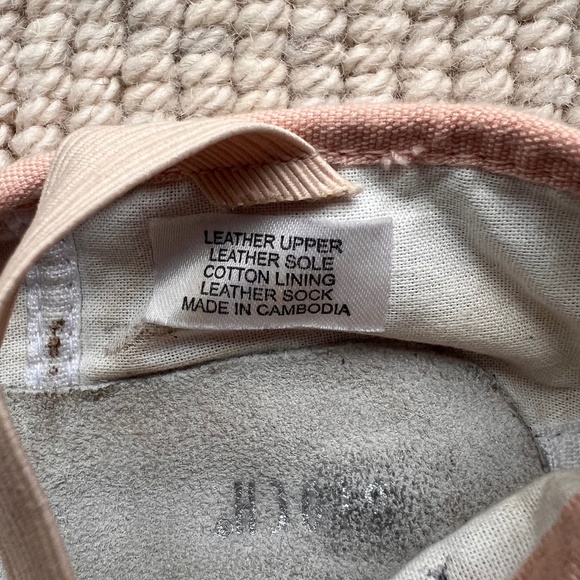 LEATHER UPPER
LEATHER SOLE
COTTON LINING
LEATHER SOCK
MADE IN CAMBODIA